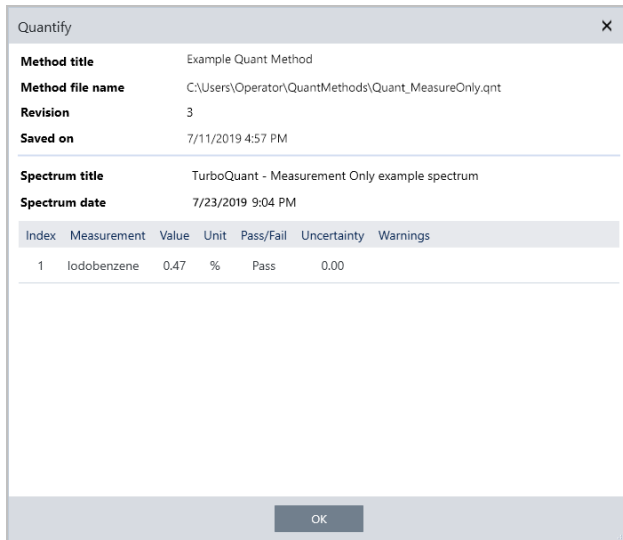 Quantify
Method title Example Quant Method
Method file name C:\Users\Operator\QuantMethods\Quant_MeasureOnly.qnt
Revision 3
Saved on 7/11/2019 4:57 PM
Spectrum title TurboQuant - Measurement Only example spectrum
Spectrum date 7/23/2019 9:04 PM
Index Measurement Value Unit Pass/Fail Uncertainty Warnings
1 Iodobenzene 0.47 % Pass 0.00
OK